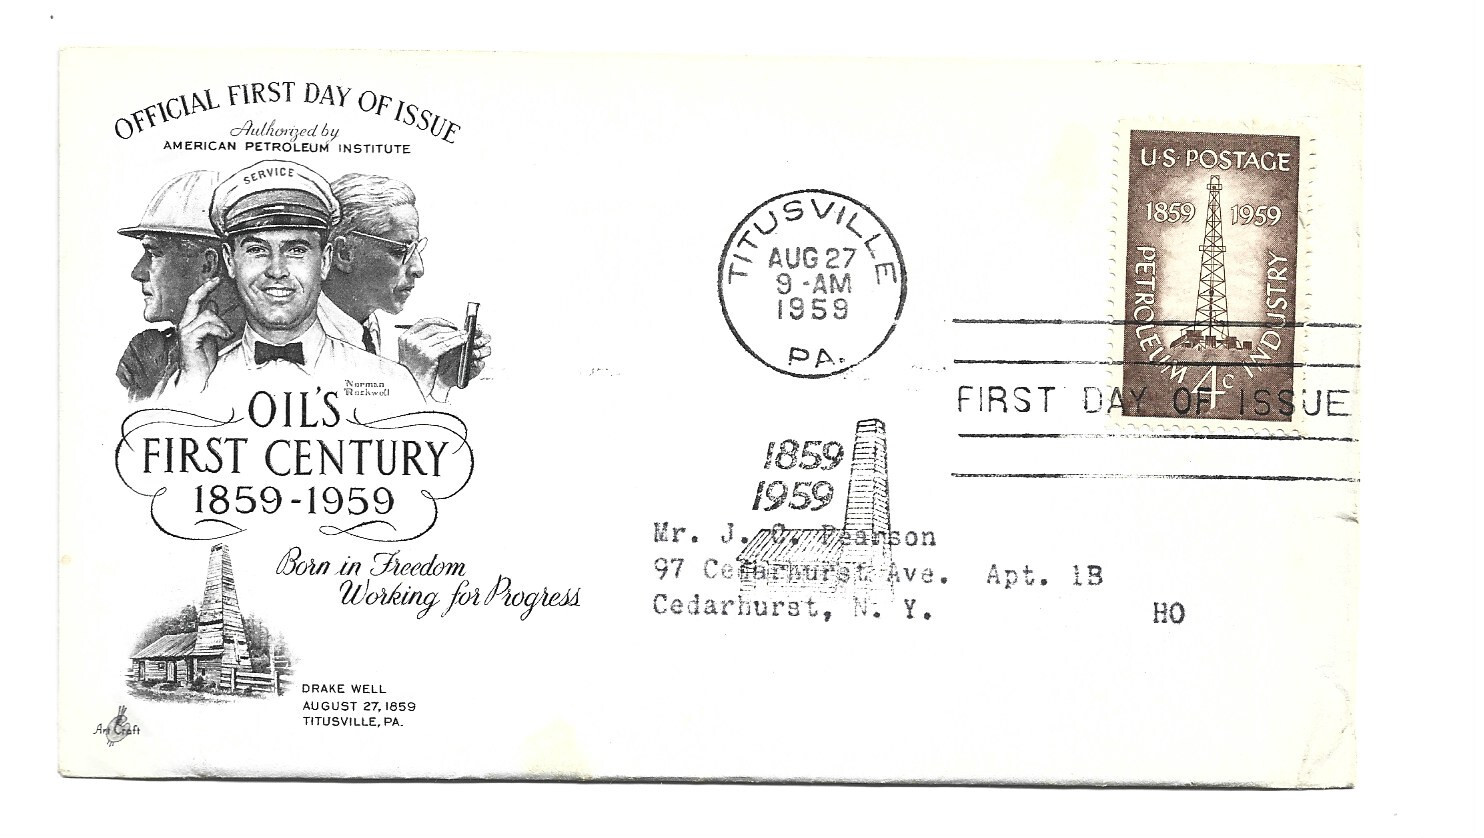 OFFICIAL FIRST DAY OF ISSUE
Authorized by
AMERICAN PETROLEUM INSTITUTE
SERVICE
Norman
Rockwell
OIL'S
FIRST CENTURY
1859-1959
Born in Freedom
Working for Progress
DRAKE WELL
AUGUST 27, 1859
TITUSVILLE, PA.
Art Craft
TITUSVILLE
AUG 27
9-AM
1959
PA.
U·S·POSTAGE
1859 1959
PETROLEUM INDUSTRY
4c
FIRST DAY OF ISSUE
1859
1959
Mr. J. C. Pearson
97 Cedarhurst Ave. Apt. 1B
Cedarhurst, N. Y. HO